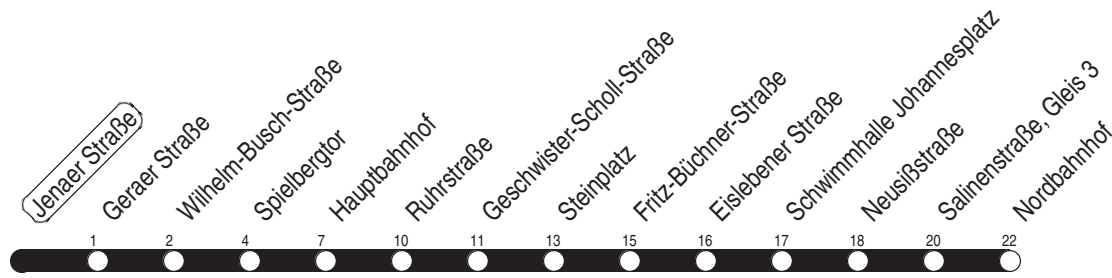 Jenaer Straße
Geraer Straße
Wilhelm-Busch-Straße
Spielbergtor
Hauptbahnhof
Ruhrstraße
Geschwister-Scholl-Straße
Steinplatz
Fritz-Büchner-Straße
Eislebener Straße
Schwimmhalle Johannesplatz
Neusißstraße
Salinenstraße, Gleis 3
Nordbahnhof
1 2 4 7 10 11 13 15 16 17 18 20 22